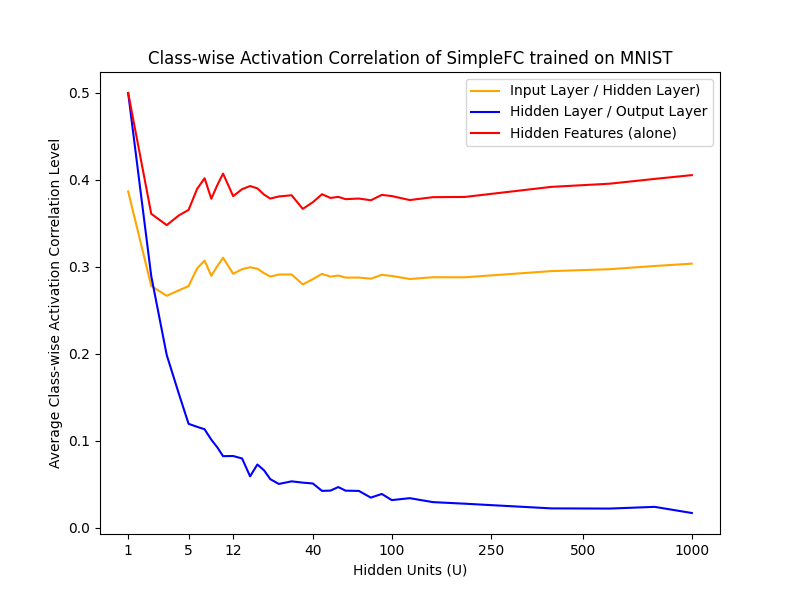 Class-wise Activation Correlation of SimpleFC trained on MNIST
Input Layer / Hidden Layer)
Hidden Layer / Output Layer
Hidden Features (alone)
Average Class-wise Activation Correlation Level
0.5
0.4
0.3
0.2
0.1
0.0
1 5 12 40 100 250 500 1000
Hidden Units (U)